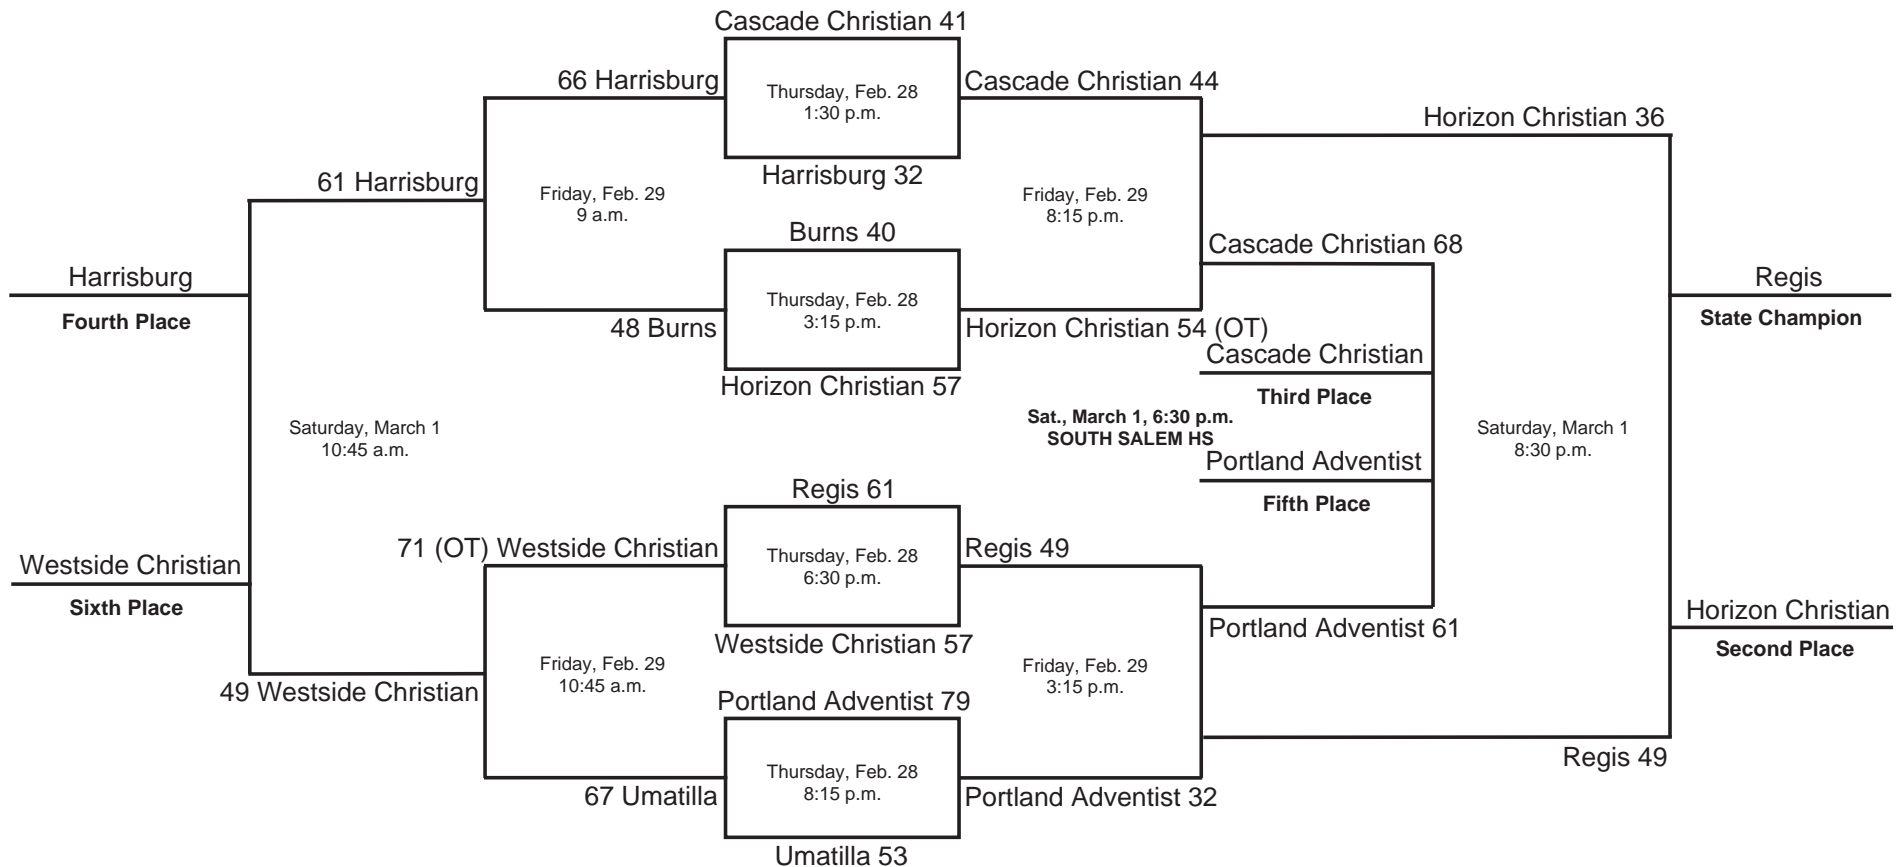 Cascade Christian 41
66 Harrisburg
Thursday, Feb. 28
1:30 p.m.
Cascade Christian 44
Horizon Christian 36
Harrisburg 32
61 Harrisburg
Friday, Feb. 29
9 a.m.
Friday, Feb. 29
8:15 p.m.
Burns 40
Cascade Christian 68
Harrisburg
Fourth Place
Thursday, Feb. 28
3:15 p.m.
Regis
State Champion
48 Burns
Horizon Christian 54 (OT)
Cascade Christian
Third Place
Horizon Christian 57
Saturday, March 1
10:45 a.m.
Sat., March 1, 6:30 p.m.
SOUTH SALEM HS
Saturday, March 1
8:30 p.m.
Portland Adventist
Fifth Place
Regis 61
71 (OT) Westside Christian
Thursday, Feb. 28
6:30 p.m.
Regis 49
Westside Christian
Sixth Place
Westside Christian 57
Portland Adventist 61
Horizon Christian
Second Place
49 Westside Christian
Friday, Feb. 29
10:45 a.m.
Friday, Feb. 29
3:15 p.m.
Portland Adventist 79
Regis 49
Thursday, Feb. 28
8:15 p.m.
67 Umatilla
Portland Adventist 32
Umatilla 53